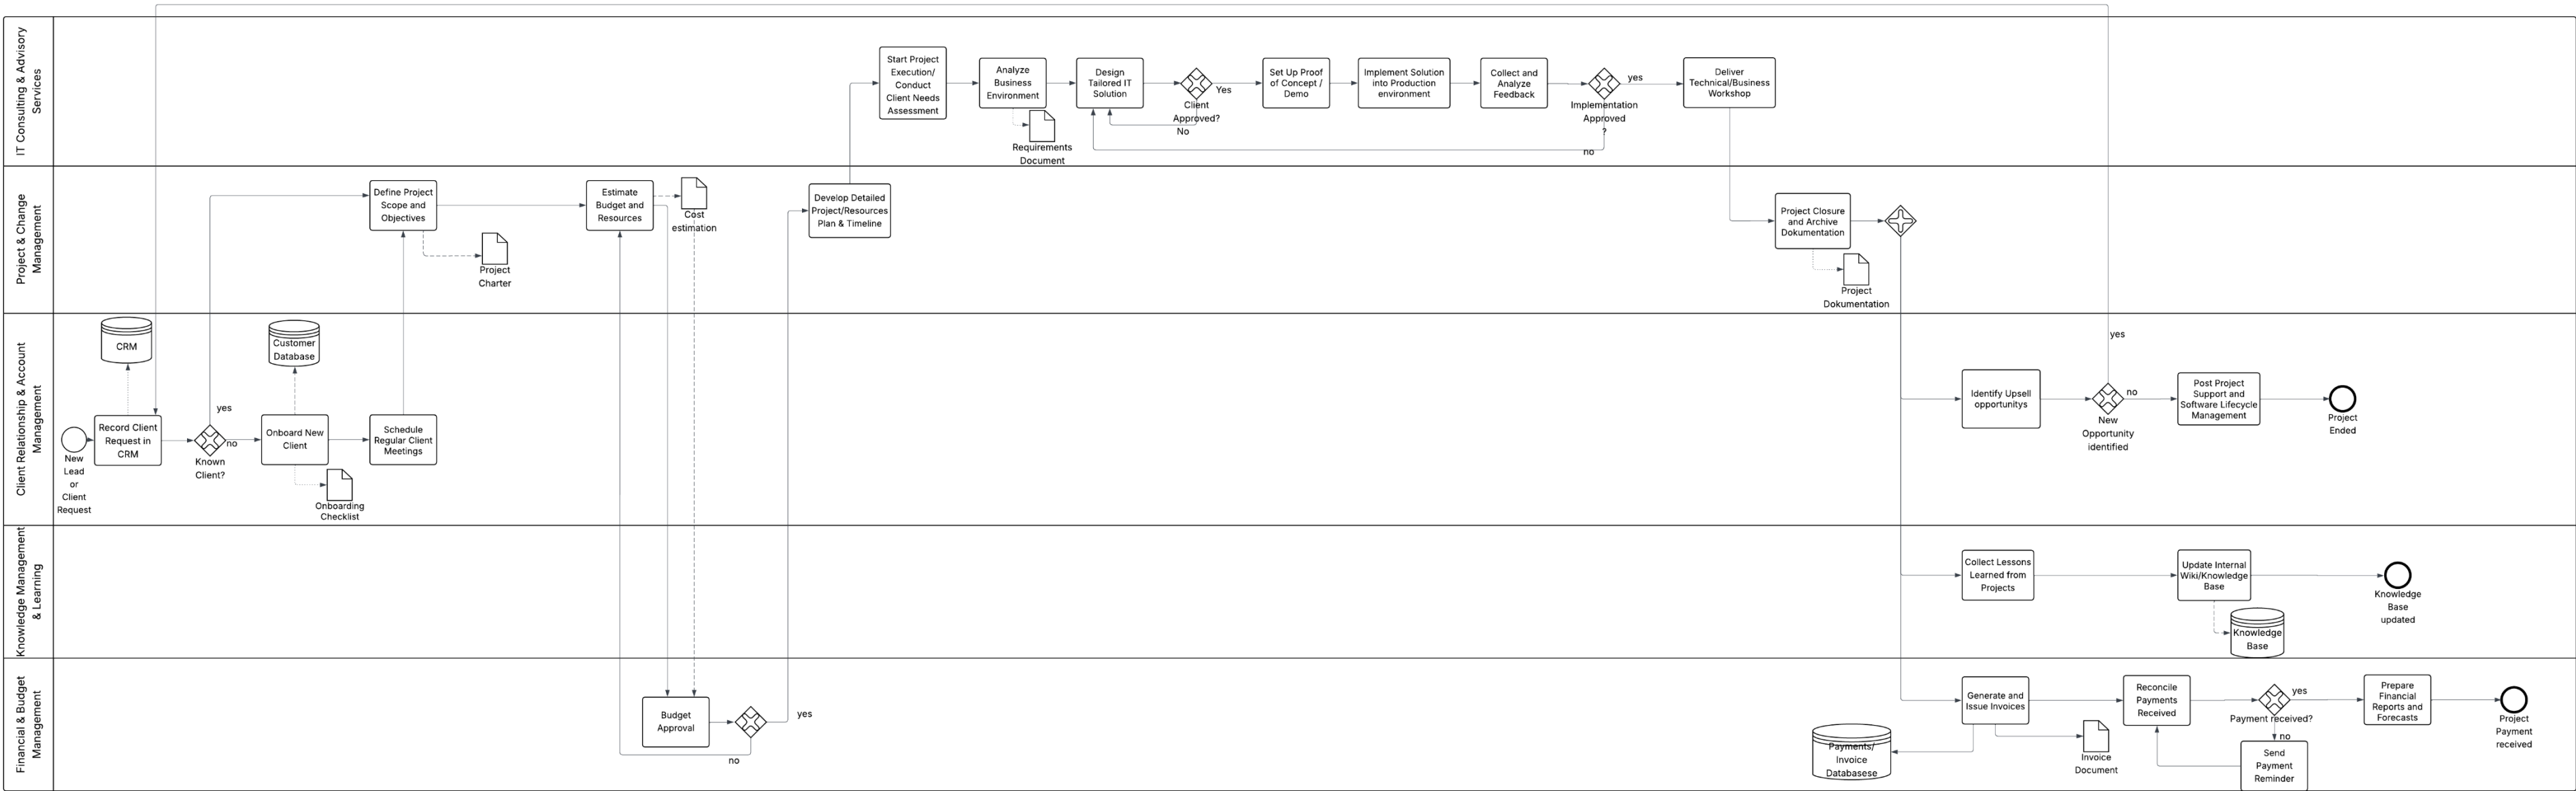 IT Consulting & Advisory
Services
Start Project
Execution/
Conduct
Client Needs
Assessment
Analyze
Business
Environment
Requirements
Document
Design
Tailored IT
Solution
Client
Approved?
Yes
No
Set Up Proof
of Concept /
Demo
Implement Solution
into Production
environment
Collect and
Analyze
Feedback
Implementation
Approved
?
yes
no
Deliver
Technical/Business
Workshop
Project & Change
Management
Define Project
Scope and
Objectives
Project
Charter
Estimate
Budget and
Resources
Cost
estimation
Develop Detailed
Project/Resources
Plan & Timeline
Project Closure
and Archive
Dokumentation
Project
Dokumentation
Client Relationship & Account
Management
New
Lead
or
Client
Request
CRM
Record Client
Request in
CRM
Known
Client?
yes
no
Customer
Database
Onboard New
Client
Onboarding
Checklist
Schedule
Regular Client
Meetings
Identify Upsell
opportunitys
New
Opportunity
identified
yes
no
Post Project
Support and
Software Lifecycle
Management
Project
Ended
Knowledge Management
& Learning
Collect Lessons
Learned from
Projects
Update Internal
Wiki/Knowledge
Base
Knowledge
Base
Knowledge
Base
updated
Financial & Budget
Management
Budget
Approval
yes
no
Generate and
Issue Invoices
Payments/
Invoice
Databasese
Invoice
Document
Reconcile
Payments
Received
Payment received?
yes
no
Send
Payment
Reminder
Prepare
Financial
Reports and
Forecasts
Project
Payment
received